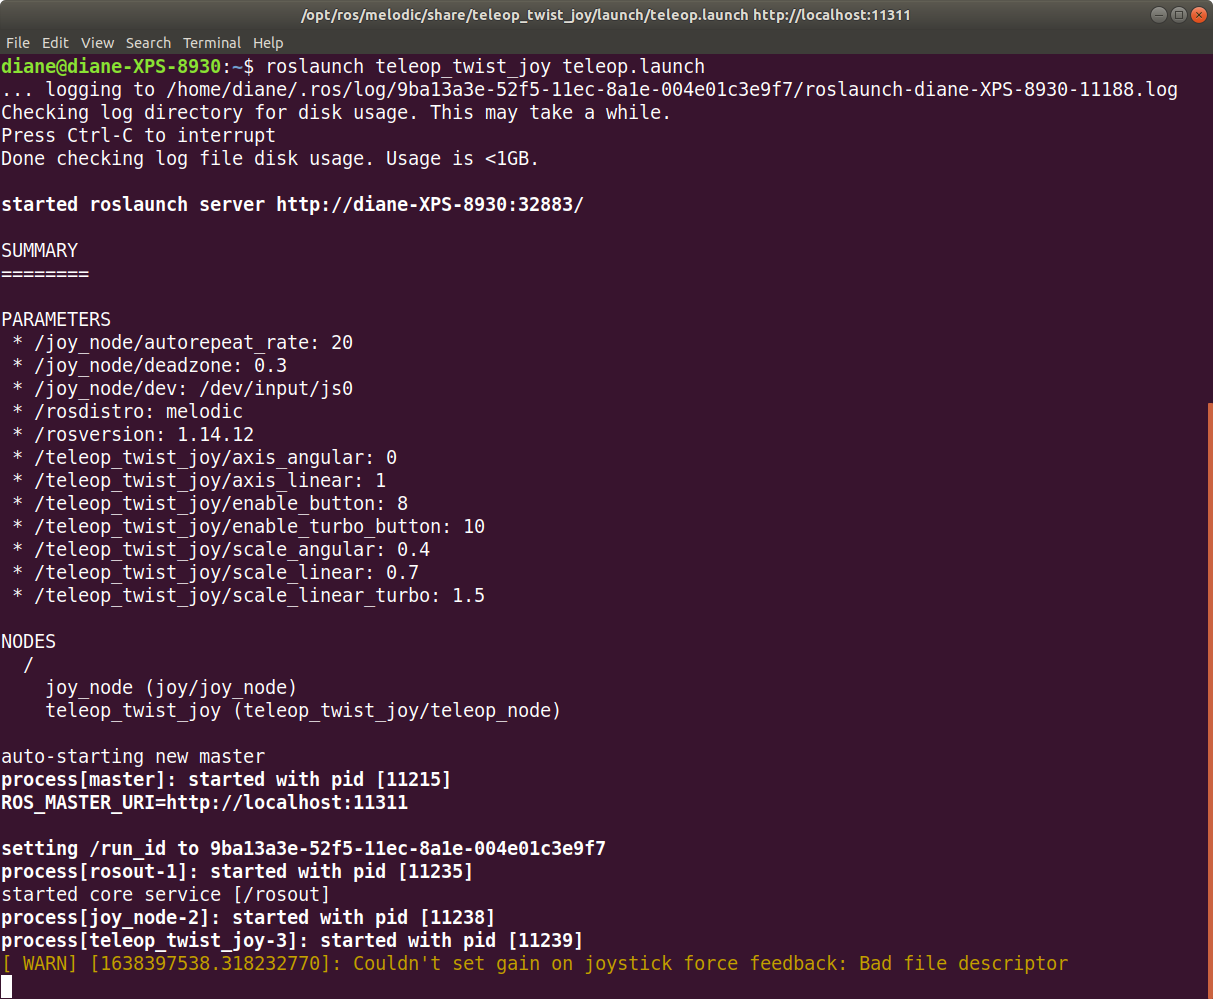 /opt/ros/melodic/share/teleop_twist_joy/launch/teleop.launch http://localhost:11311
File Edit View Search Terminal Help
diane@diane-XPS-8930:~$ roslaunch teleop_twist_joy teleop.launch
... logging to /home/diane/.ros/log/9ba13a3e-52f5-11ec-8a1e-004e01c3e9f7/roslaunch-diane-XPS-8930-11188.log
Checking log directory for disk usage. This may take a while.
Press Ctrl-C to interrupt
Done checking log file disk usage. Usage is <1GB.

started roslaunch server http://diane-XPS-8930:32883/

SUMMARY
========

PARAMETERS
 * /joy_node/autorepeat_rate: 20
 * /joy_node/deadzone: 0.3
 * /joy_node/dev: /dev/input/js0
 * /rosdistro: melodic
 * /rosversion: 1.14.12
 * /teleop_twist_joy/axis_angular: 0
 * /teleop_twist_joy/axis_linear: 1
 * /teleop_twist_joy/enable_button: 8
 * /teleop_twist_joy/enable_turbo_button: 10
 * /teleop_twist_joy/scale_angular: 0.4
 * /teleop_twist_joy/scale_linear: 0.7
 * /teleop_twist_joy/scale_linear_turbo: 1.5

NODES
  /
    joy_node (joy/joy_node)
    teleop_twist_joy (teleop_twist_joy/teleop_node)

auto-starting new master
process[master]: started with pid [11215]
ROS_MASTER_URI=http://localhost:11311

setting /run_id to 9ba13a3e-52f5-11ec-8a1e-004e01c3e9f7
process[rosout-1]: started with pid [11235]
started core service [/rosout]
process[joy_node-2]: started with pid [11238]
process[teleop_twist_joy-3]: started with pid [11239]
[ WARN] [1638397538.318232770]: Couldn't set gain on joystick force feedback: Bad file descriptor